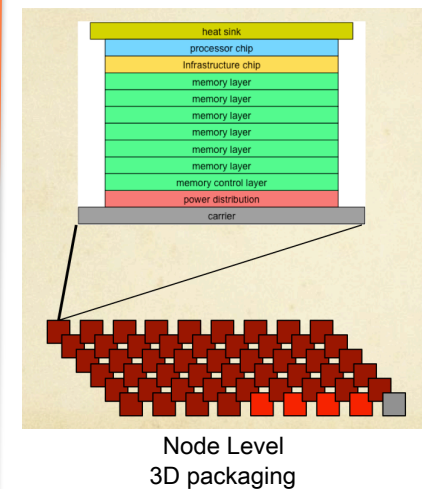 heat sink
processor chip
Infrastructure chip
memory layer
memory layer
memory layer
memory layer
memory layer
memory layer
memory control layer
power distribution
carrier
Node Level
3D packaging